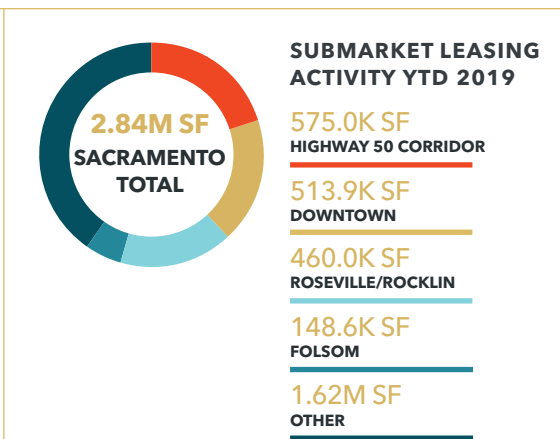 2.84M SF
SACRAMENTO
TOTAL
SUBMARKET LEASING
ACTIVITY YTD 2019
575.0K SF
HIGHWAY 50 CORRIDOR
513.9K SF
DOWNTOWN
460.0K SF
ROSEVILLE/ROCKLIN
148.6K SF
FOLSOM
1.62M SF
OTHER